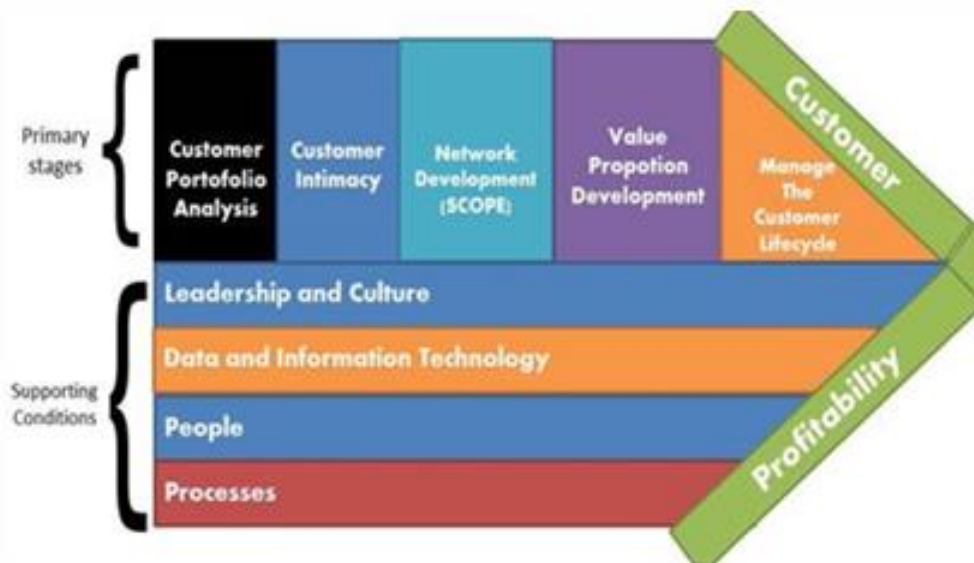 Primary
stages
Customer
Portofolio
Analysis
Customer
Intimacy
Network
Development
(SCOPE)
Value
Propotion
Development
Manage
The
Customer
Lifecycle
Customer
Supporting
Conditions
Leadership and Culture
Data and Information Technology
People
Processes
Profitability